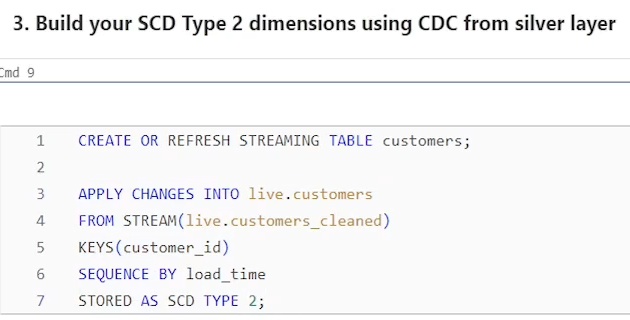 3. Build your SCD Type 2 dimensions using CDC from silver layer
Cmd 9
1 CREATE OR REFRESH STREAMING TABLE customers;
2
3 APPLY CHANGES INTO live.customers
4 FROM STREAM(live.customers_cleaned)
5 KEYS(customer_id)
6 SEQUENCE BY load_time
7 STORED AS SCD TYPE 2;